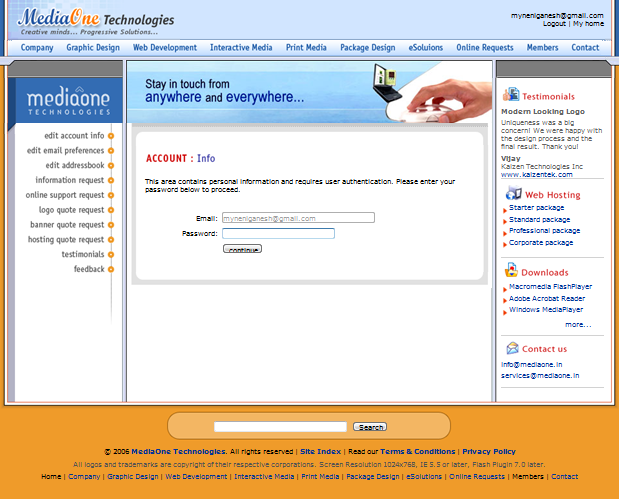 MediaOne Technologies
Creative minds... Progressive Solutions...
myneniganesh@gmail.com
Logout | My home
Company Graphic Design Web Development Interactive Media Print Media Package Design eSoluions Online Requests Members Contact
mediaone
TECHNOLOGIES
edit account info
edit email preferences
edit addressbook
information request
online support request
logo quote request
banner quote request
hosting quote request
testimonials
feedback
Stay in touch from
anywhere and everywhere...
ACCOUNT : Info
This area contains personal information and requires user authentication. Please enter your
password below to proceed.
Email: myneniganesh@gmail.com
Password:
continue
Testimonials
Modern Looking Logo
Uniqueness was a big
concern! We were happy with
the design process and the
final result. Thank you!
Vijay
Kaizen Technologies Inc
www.kaizentek.com
Web Hosting
Starter package
Standard package
Professional package
Corporate package
Downloads
Macromedia FlashPlayer
Adobe Acrobat Reader
Windows MediaPlayer
more...
Contact us
info@mediaone.in
services@mediaone.in
Search
© 2006 MediaOne Technologies. All rights reserved | Site Index | Read our Terms & Conditions | Privacy Policy
All logos and trademarks are copyright of their respective corporations. Screen Resolution 1024x768, IE 5.5 or later, Flash Plugin 7.0 later.
Home | Company | Graphic Design | Web Development | Interactive Media | Print Media | Package Design | eSolutions | Online Requests | Members | Contact